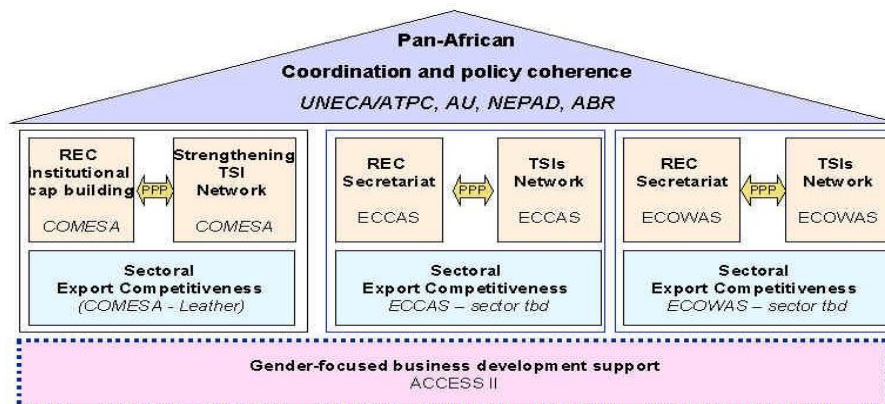 Pan-African
Coordination and policy coherence
UNECA/ATPC, AU, NEPAD, ABR
REC
institutional
cap building
COMESA
PPP
Strengthening
TSI
Network
COMESA
Sectoral
Export Competitiveness
(COMESA - Leather)
REC
Secretariat
ECCAS
PPP
TSIs
Network
ECCAS
Sectoral
Export Competitiveness
ECCAS – sector tbd
REC
Secretariat
ECOWAS
PPP
TSIs
Network
ECOWAS
Sectoral
Export Competitiveness
ECOWAS – sector tbd
Gender-focused business development support
ACCESS II